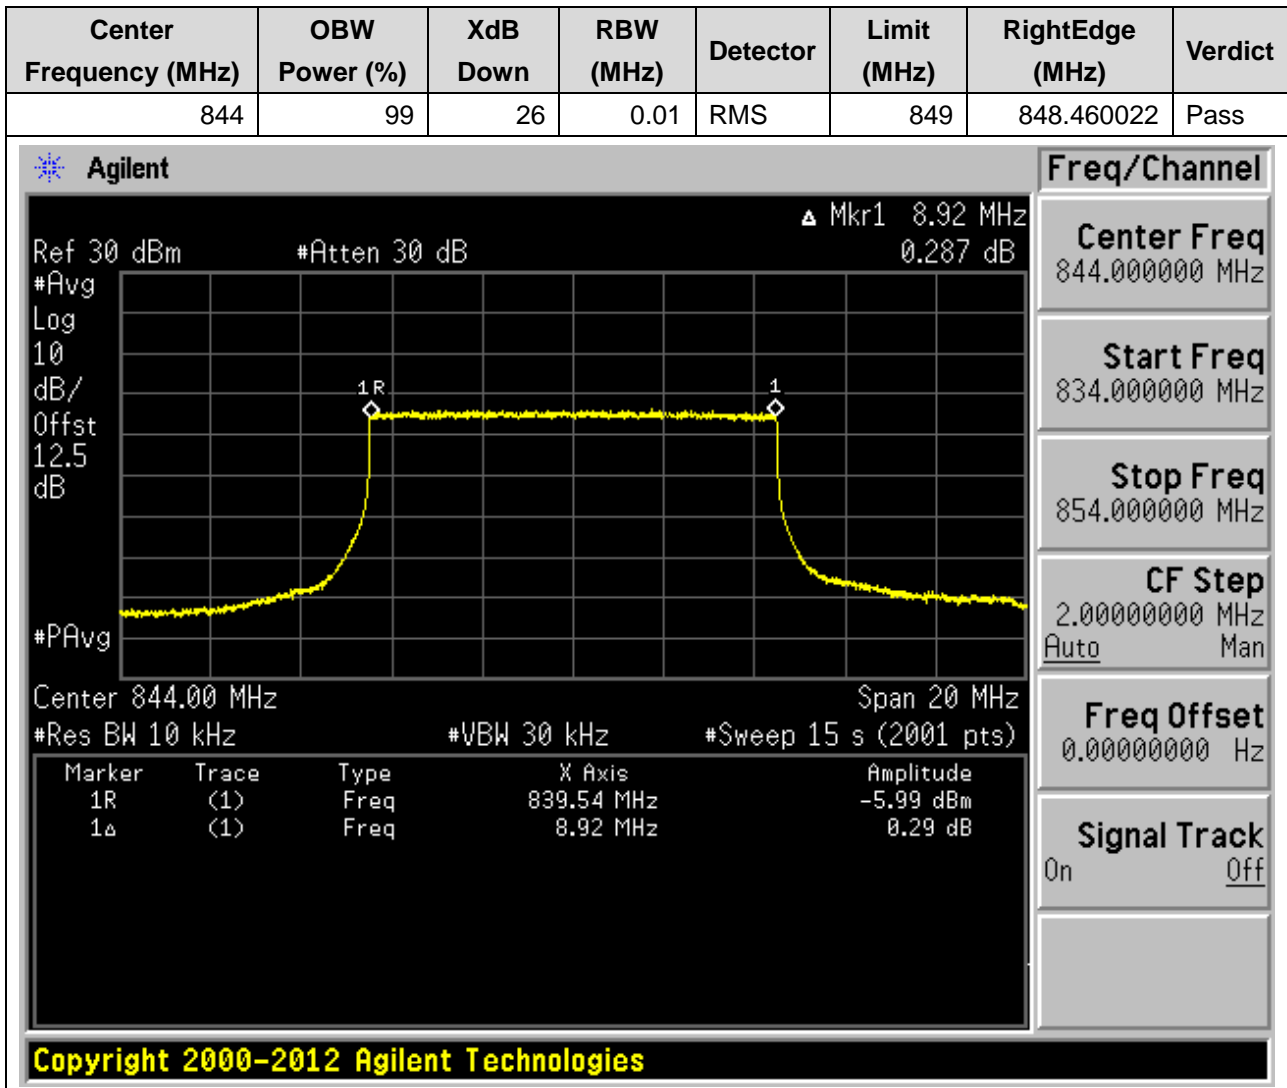 Center Frequency (MHz) OBW Power (%) XdB Down RBW (MHz) Detector Limit (MHz) RightEdge (MHz) Verdict
844 99 26 0.01 RMS 849 848.460022 Pass
Agilent
Freq/Channel
Δ Mkr1 8.92 MHz
Ref 30 dBm #Atten 30 dB 0.287 dB
#Avg
Log
10
dB/
Offst
12.5
dB
1R 1
#PAvg
Center 844.00 MHz Span 20 MHz
#Res BW 10 kHz #VBW 30 kHz #Sweep 15 s (2001 pts)
Marker Trace Type X Axis Amplitude
1R (1) Freq 839.54 MHz -5.99 dBm
1Δ (1) Freq 8.92 MHz 0.29 dB
Center Freq
844.000000 MHz
Start Freq
834.000000 MHz
Stop Freq
854.000000 MHz
CF Step
2.00000000 MHz
Auto Man
Freq Offset
0.00000000 Hz
Signal Track
On Off
Copyright 2000-2012 Agilent Technologies